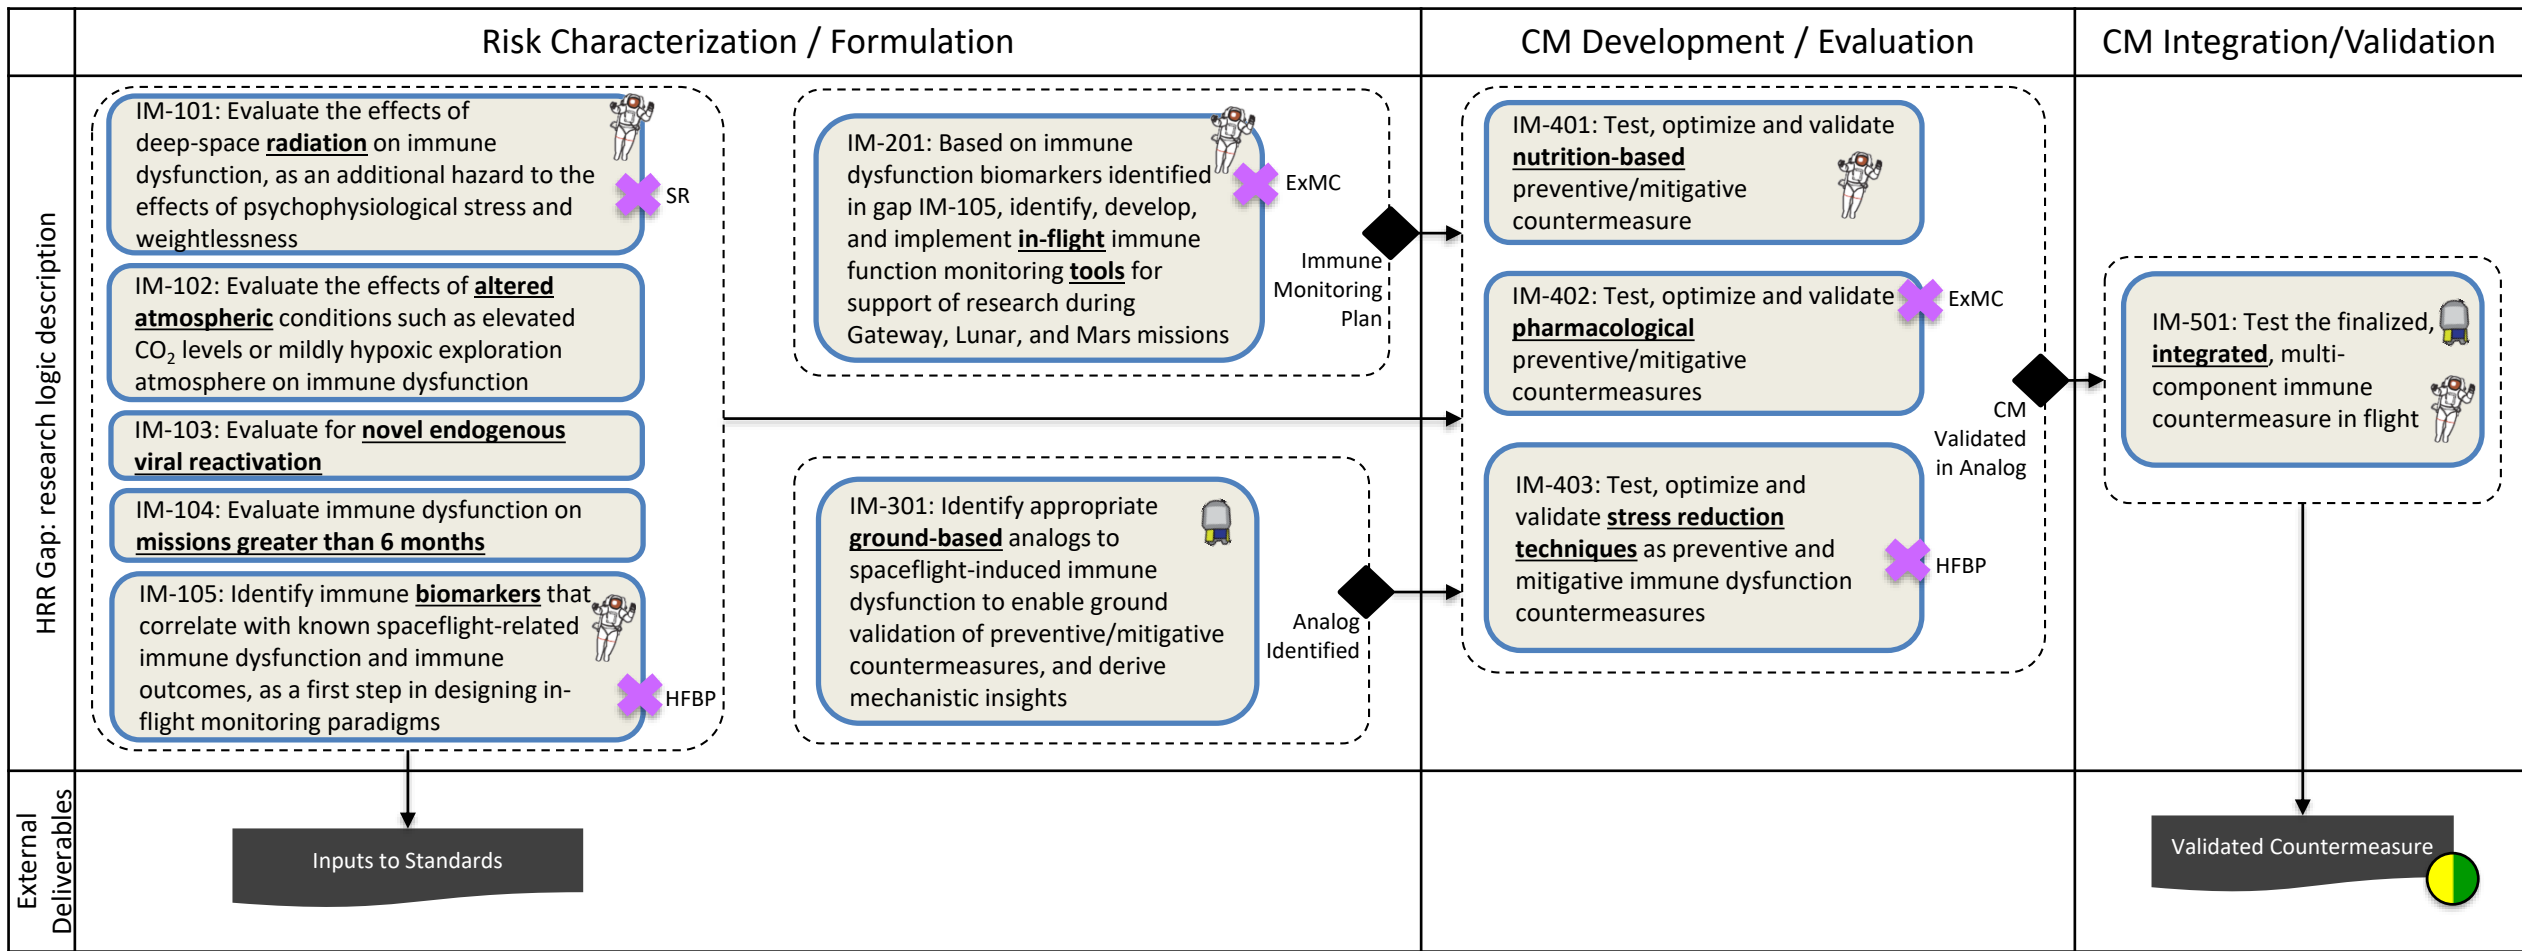 Risk Characterization / Formulation
CM Development / Evaluation
CM Integration/Validation
HRR Gap: research logic description
IM-101: Evaluate the effects of
deep-space radiation on immune
dysfunction, as an additional hazard to the
effects of psychophysiological stress and
weightlessness
SR
IM-102: Evaluate the effects of altered
atmospheric conditions such as elevated
CO2 levels or mildly hypoxic exploration
atmosphere on immune dysfunction
IM-103: Evaluate for novel endogenous
viral reactivation
IM-104: Evaluate immune dysfunction on
missions greater than 6 months
IM-105: Identify immune biomarkers that
correlate with known spaceflight-related
immune dysfunction and immune
outcomes, as a first step in designing in-
flight monitoring paradigms
HFBP
IM-201: Based on immune
dysfunction biomarkers identified
in gap IM-105, identify, develop,
and implement in-flight immune
function monitoring tools for
support of research during
Gateway, Lunar, and Mars missions
ExMC
Immune
Monitoring
Plan
IM-301: Identify appropriate
ground-based analogs to
spaceflight-induced immune
dysfunction to enable ground
validation of preventive/mitigative
countermeasures, and derive
mechanistic insights
Analog
Identified
IM-401: Test, optimize and validate
nutrition-based
preventive/mitigative
countermeasure
IM-402: Test, optimize and validate
pharmacological
preventive/mitigative
countermeasures
ExMC
IM-403: Test, optimize and
validate stress reduction
techniques as preventive and
mitigative immune dysfunction
countermeasures
HFBP
CM
Validated
in Analog
IM-501: Test the finalized,
integrated, multi-
component immune
countermeasure in flight
External
Deliverables
Inputs to Standards
Validated Countermeasure